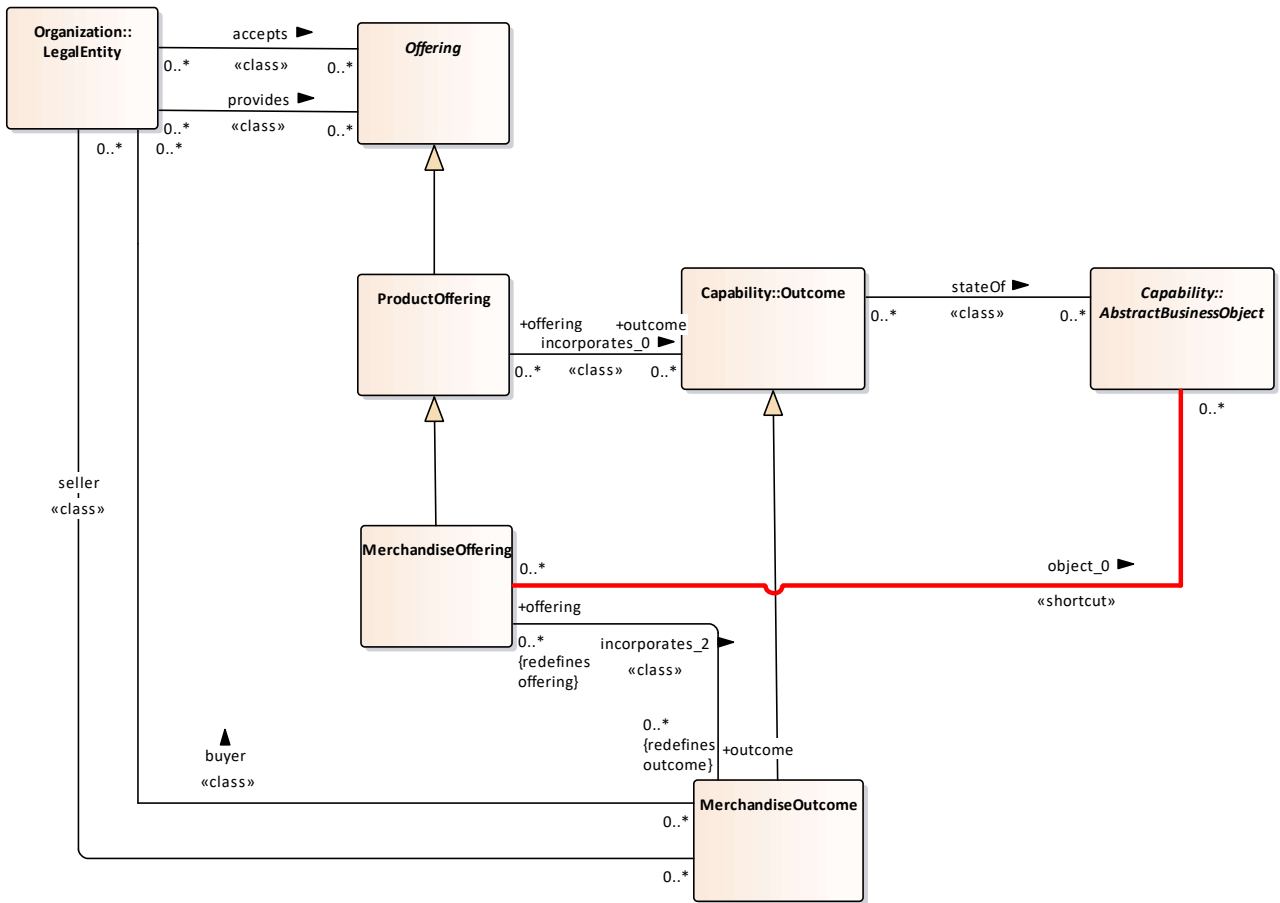 Organization::
LegalEntity
accepts
«class»
0..*
0..*
provides
«class»
0..*
0..*
0..*
0..*
Offering
ProductOffering
+offering
+outcome
incorporates_0
0..*
«class»
0..*
Capability::Outcome
stateOf
0..*
«class»
0..*
Capability::
AbstractBusinessObject
0..*
seller
«class»
MerchandiseOffering
0..*
object_0
«shortcut»
+offering
0..*
{redefines
offering}
incorporates_2
«class»
0..*
{redefines
outcome}
+outcome
buyer
«class»
MerchandiseOutcome
0..*
0..*